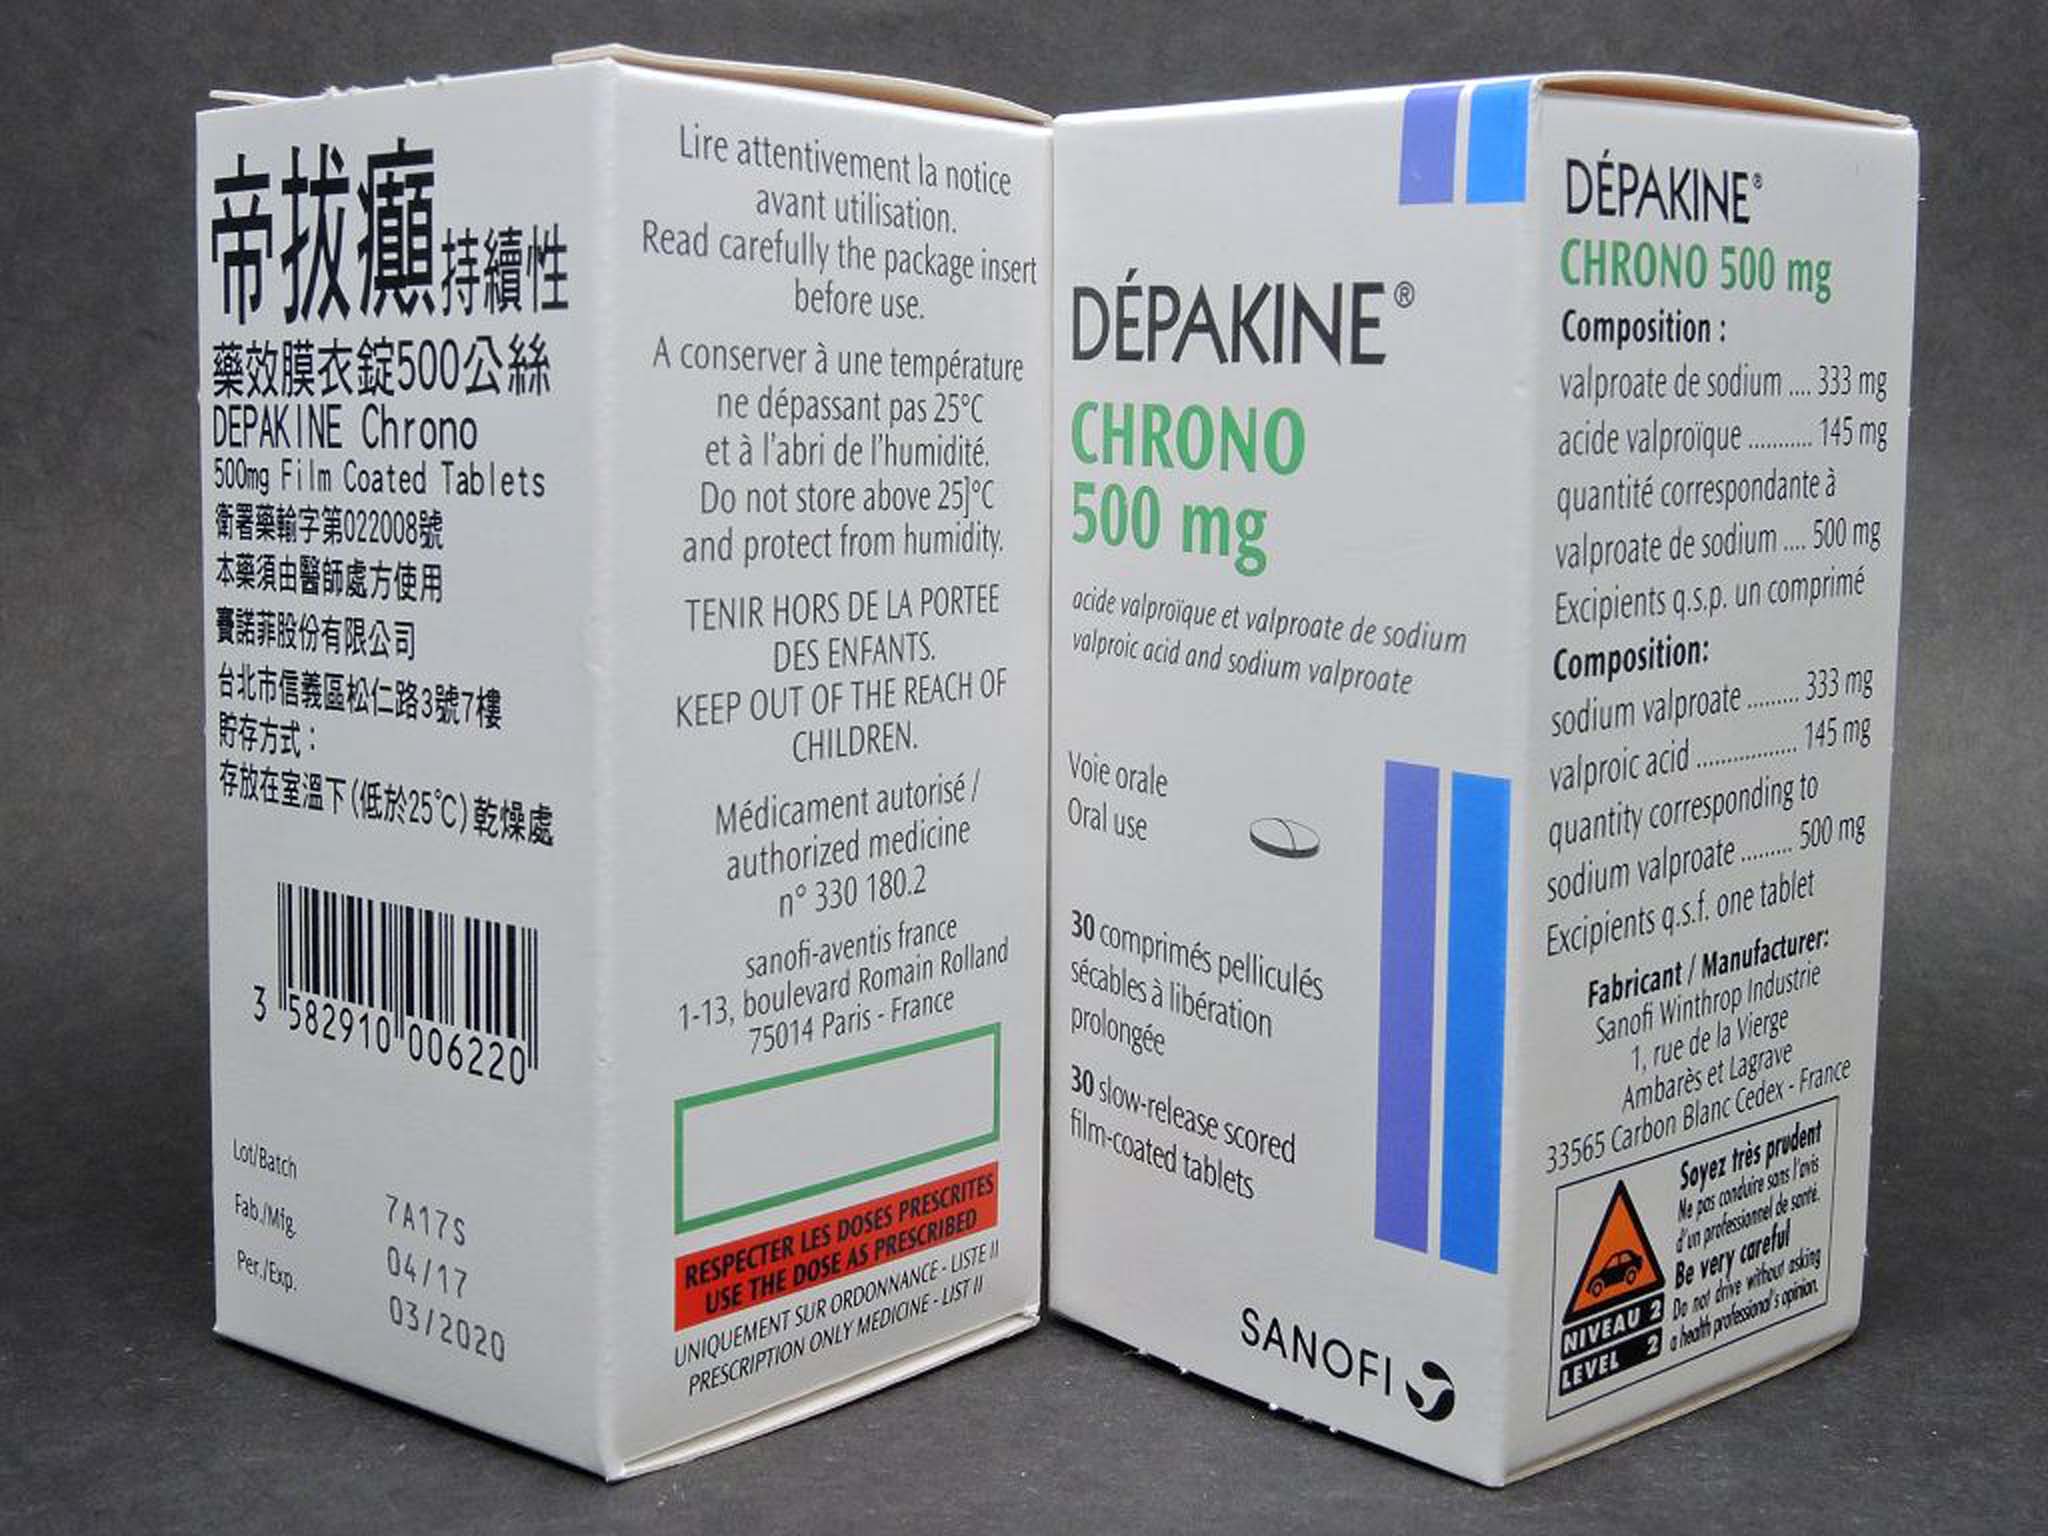 帝拔癲持續性
藥效膜衣錠500公絲
DEPAKINE Chrono
500mg Film Coated Tablets
衛署藥輸字第022008號
本藥須由醫師處方使用
賽諾菲股份有限公司
台北市信義區松仁路3號7樓
貯存方式：
存放在室溫下(低於25℃)乾燥處
3 582910 006220
Lot/Batch 7A17S
Fab./Mfg. 04/17
Per./Exp. 03/2020
Lire attentivement la notice
avant utilisation.
Read carefully the package insert
before use.
A conserver à une température
ne dépassant pas 25°C
et à l'abri de l'humidité.
Do not store above 25]°C
and protect from humidity.
TENIR HORS DE LA PORTEE
DES ENFANTS.
KEEP OUT OF THE REACH OF
CHILDREN.
Médicament autorisé /
authorized medicine
n° 330 180.2
sanofi-aventis france
1-13, boulevard Romain Rolland
75014 Paris - France
RESPECTER LES DOSES PRESCRITES
USE THE DOSE AS PRESCRIBED
UNIQUEMENT SUR ORDONNANCE - LISTE II
PRESCRIPTION ONLY MEDICINE - LIST II
DÉPAKINE®
CHRONO
500 mg
acide valproïque et valproate de sodium
valproic acid and sodium valproate
Voie orale
Oral use
30 comprimés pelliculés
sécables à libération
prolongée
30 slow-release scored
film-coated tablets
SANOFI
DÉPAKINE®
CHRONO 500 mg
Composition :
valproate de sodium .... 333 mg
acide valproïque ........... 145 mg
quantité correspondante à
valproate de sodium .... 500 mg
Excipients q.s.p. un comprimé
Composition:
sodium valproate ......... 333 mg
valproic acid ................. 145 mg
quantity corresponding to
sodium valproate ......... 500 mg
Excipients q.s.f. one tablet
Fabricant / Manufacturer:
Sanofi Winthrop Industrie
1, rue de la Vierge
Ambarès et Lagrave
33565 Carbon Blanc Cedex - France
Soyez très prudent
Ne pas conduire sans l'avis
d'un professionnel de santé.
Be very careful
Do not drive without asking
a health professional's opinion.
NIVEAU 2
LEVEL 2